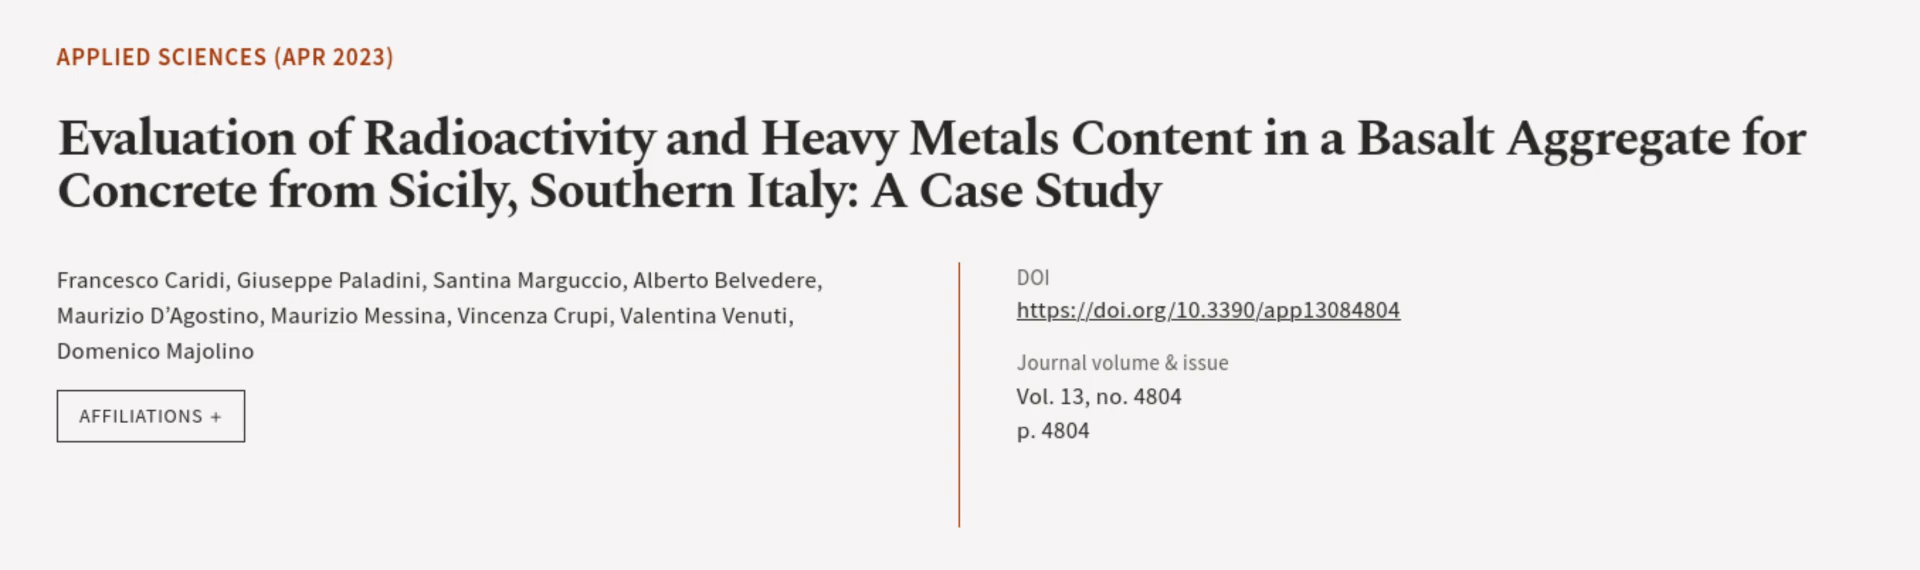 APPLIED SCIENCES (APR 2023)
Evaluation of Radioactivity and Heavy Metals Content in a Basalt Aggregate for
Concrete from Sicily, Southern Italy: A Case Study
Francesco Caridi, Giuseppe Paladini, Santina Marguccio, Alberto Belvedere,
Maurizio D’Agostino, Maurizio Messina, Vincenza Crupi, Valentina Venuti,
Domenico Majolino
AFFILIATIONS +
DOI
https://doi.org/10.3390/app13084804
Journal volume & issue
Vol. 13, no. 4804
p. 4804